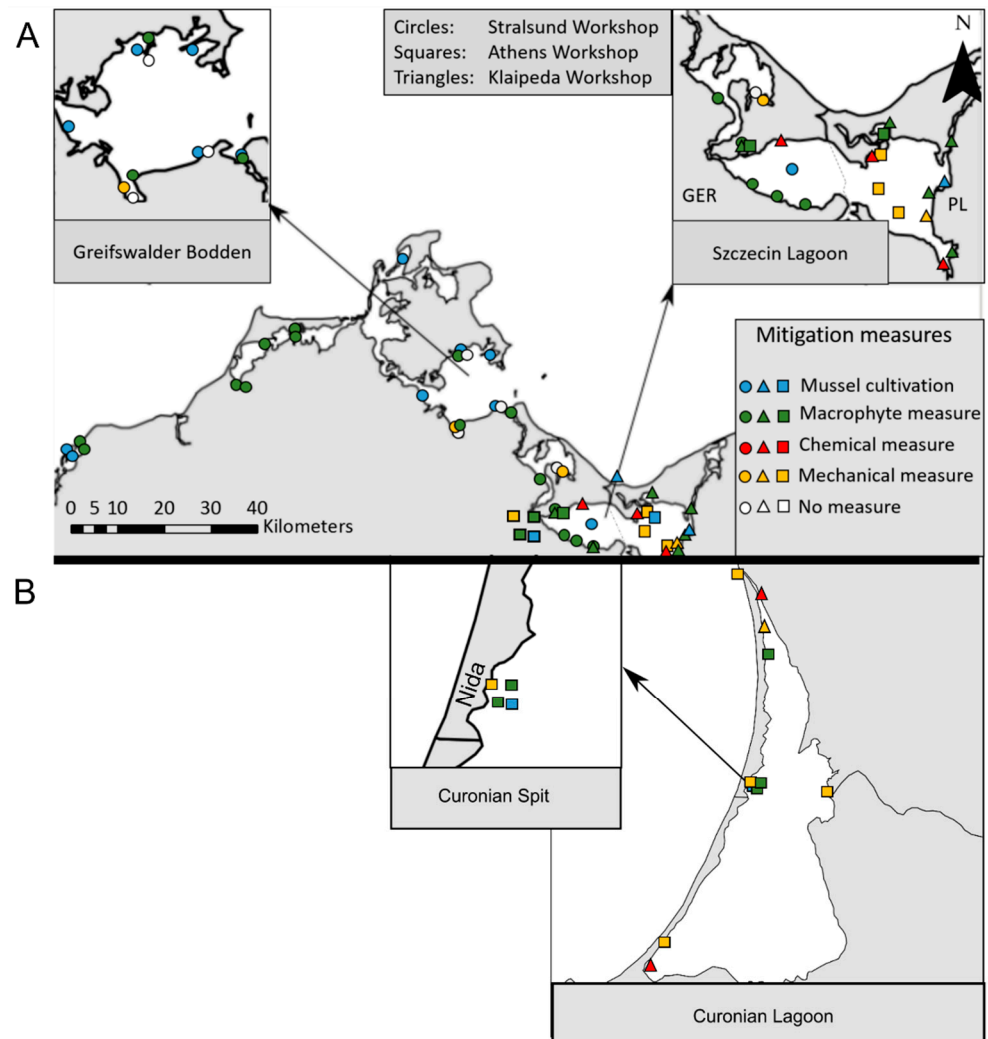 A
Circles: Stralsund Workshop
Squares: Athens Workshop
Triangles: Klaipeda Workshop
N
GER
PL
Greifswalder Bodden
Szczecin Lagoon
Mitigation measures
Mussel cultivation
Macrophyte measure
Chemical measure
Mechanical measure
No measure
0 5 10 20 30 40
Kilometers
B
Nida
Curonian Spit
Curonian Lagoon